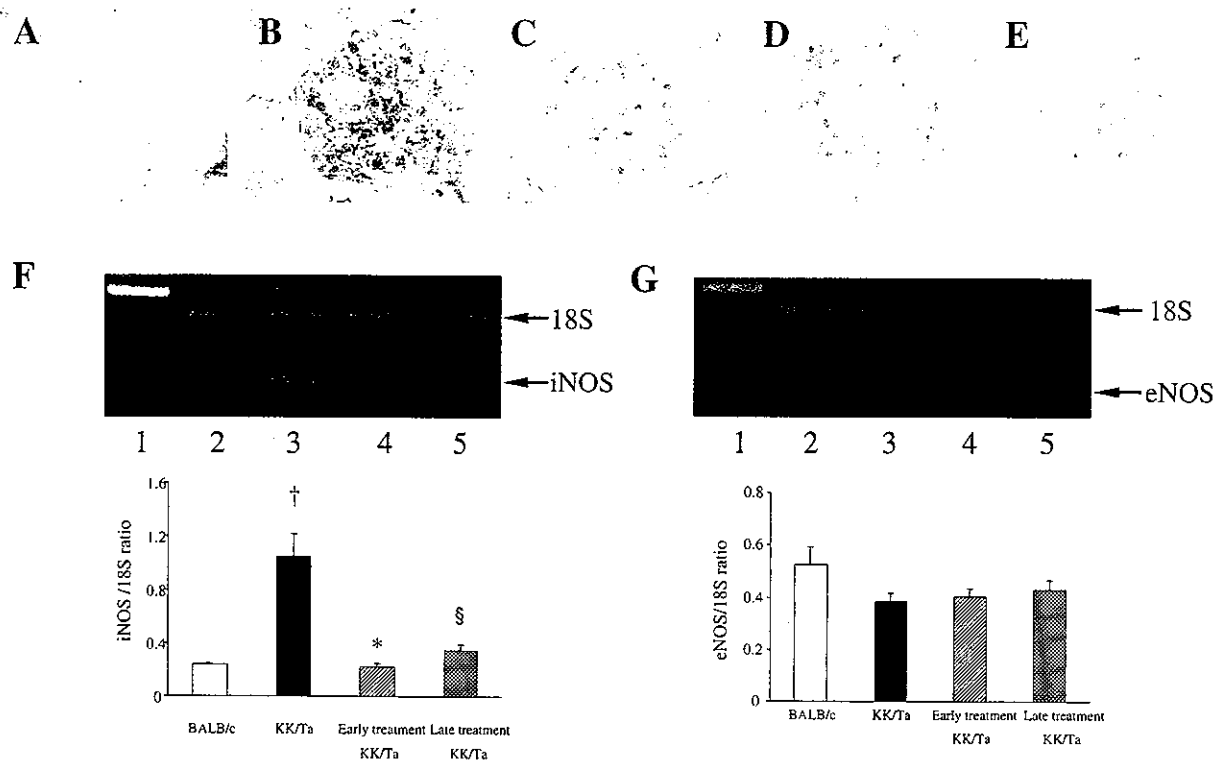 A B C D E
F
18S
iNOS
1 2 3 4 5
iNOS /18S ratio
1.6
1.2
0.8
0.4
0
†
*
§
BALB/c KK/Ta Early treatment Late treatment
KK/Ta KK/Ta
G
18S
eNOS
1 2 3 4 5
eNOS/18S ratio
0.8
0.6
0.4
0.2
0
BALB/c KK/Ta Early treatment Late treatment
KK/Ta KK/Ta